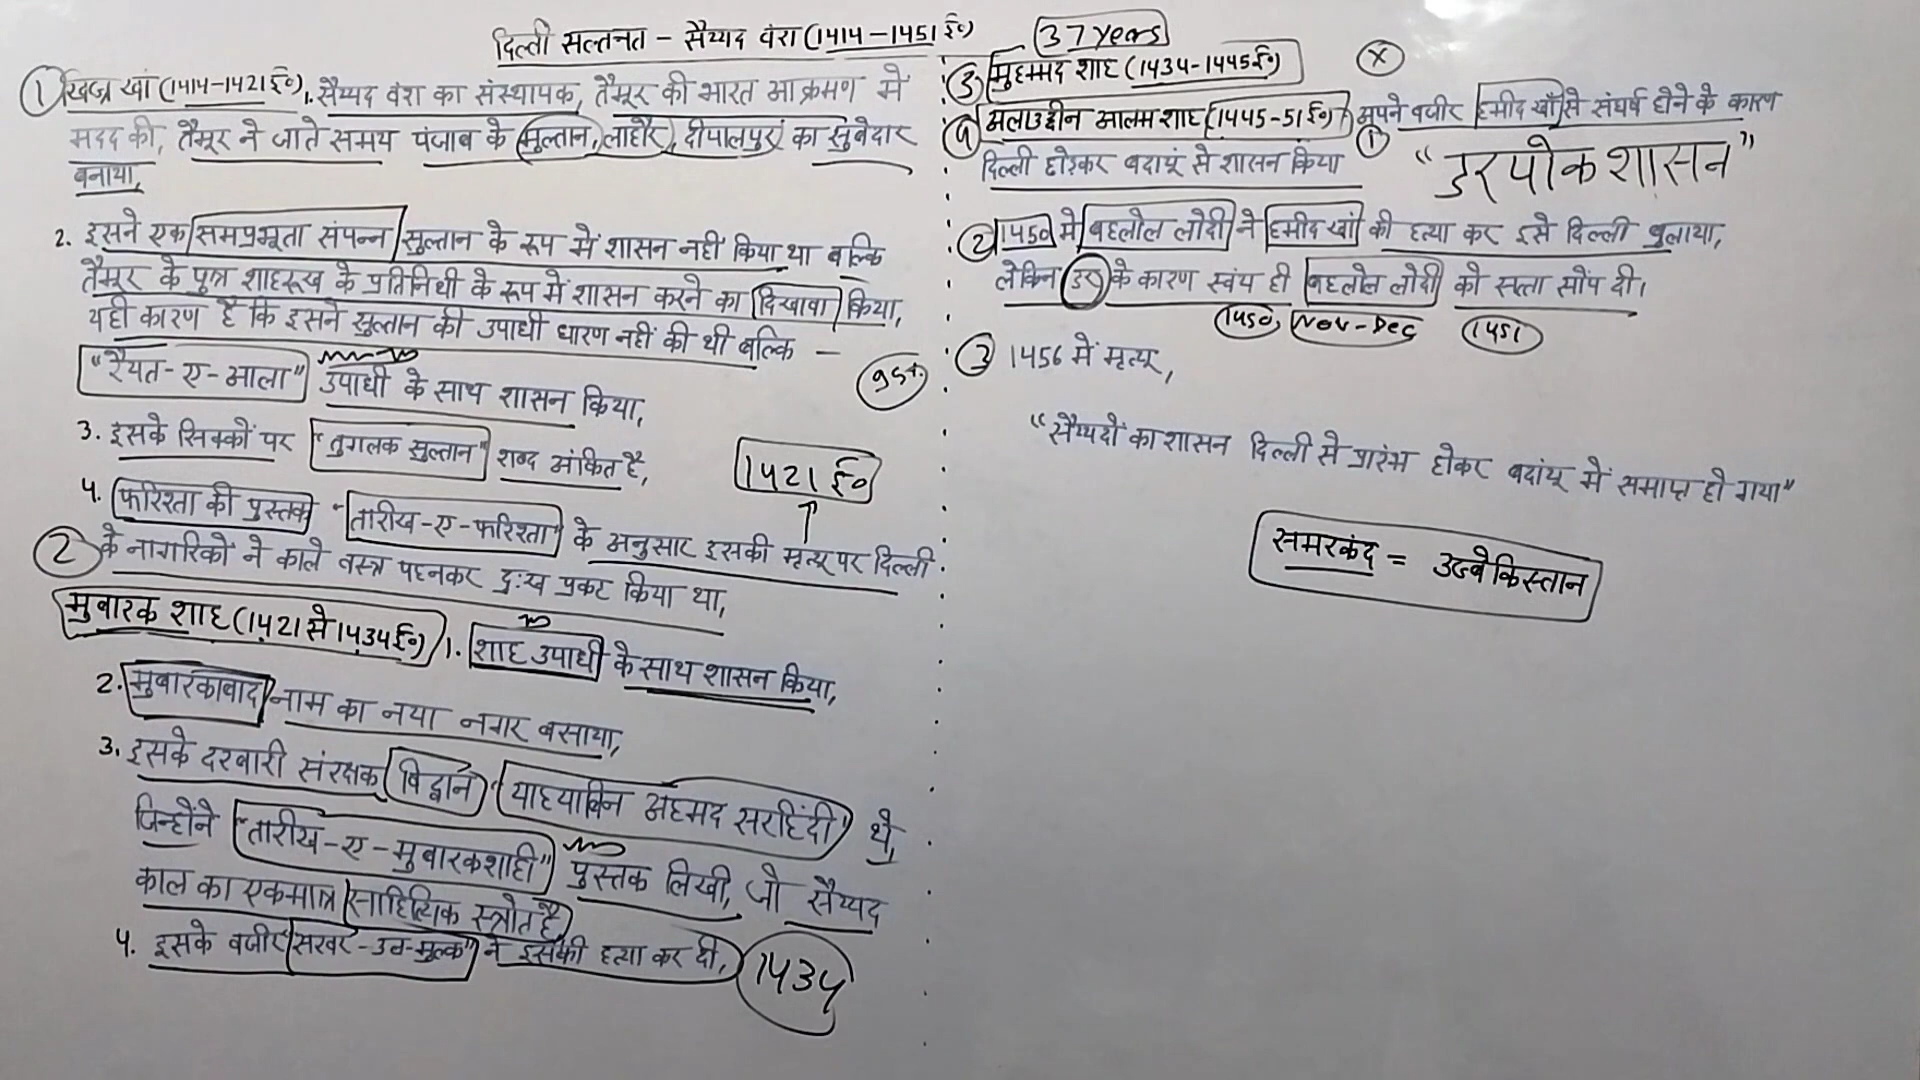 दिल्ली सल्तनत – सैय्यद वंश (1414–1451 ई०) 37 Years
① खिज्र खां (1414–1421 ई०) 1. सैय्यद वंश का संस्थापक, तैमूर की भारत आक्रमण में
मदद की, तैमूर ने जाते समय पंजाब के मुल्तान, लाहौर, दीपालपुर का सुबेदार
बनाया,
2. इसने एक सम्प्रभूता संपन्न सुल्तान के रूप में शासन नहीं किया था बल्कि
तैमूर के पुत्र शाहरूख के प्रतिनिधी के रूप में शासन करने का दिखावा किया,
यही कारण है कि इसने सुल्तान की उपाधी धारण नहीं की थी बल्कि –
"रैयत-ए-आला" उपाधी के साथ शासन किया,
3. इसके सिक्कों पर "तुगलक सुल्तान" शब्द अंकित है,
1421 ई०
4. फरिश्ता की पुस्तक "तारीख-ए-फरिश्ता" के अनुसार इसकी मृत्यू पर दिल्ली
के नागरिकों ने काले वस्त्र पहनकर दुःख प्रकट किया था,
② मुबारक शाह (1421 से 1434 ई०) 1. शाह उपाधी के साथ शासन किया,
2. मुबारकाबाद नाम का नया नगर बसाया,
3. इसके दरबारी संरक्षक विद्वान "याहयाबिन अहमद सरहिंदी" थे,
जिन्होंने "तारीख-ए-मुबारकशाही" पुस्तक लिखी, जो सैय्यद
काल का एकमात्र साहित्यिक स्त्रोत है,
4. इसके वजीर "सरवर-उल-मुल्क" ने इसकी हत्या कर दी, 1434
③ मुहम्मद शाह (1434-1445 ई०) X
④ अलाउद्दीन आलम शाह (1445-51 ई०) ① अपने वजीर हमीद खाँ से संघर्ष होने के कारण
दिल्ली छोड़कर बदायूं से शासन किया "डरपोक शासन"
② 1450 में बहलोल लोदी ने हमीद खां की हत्या कर इसे दिल्ली बुलाया,
लेकिन डर के कारण स्वंय ही बहलोल लोदी को सत्ता सोंप दी।
1450, Nov-Dec 1451
③ 1456 में मृत्यू,
"सैय्यदों का शासन दिल्ली से प्रारंभ होकर बदांयू में समाप्त हो गया"
समरकंद = उज्बेकिस्तान